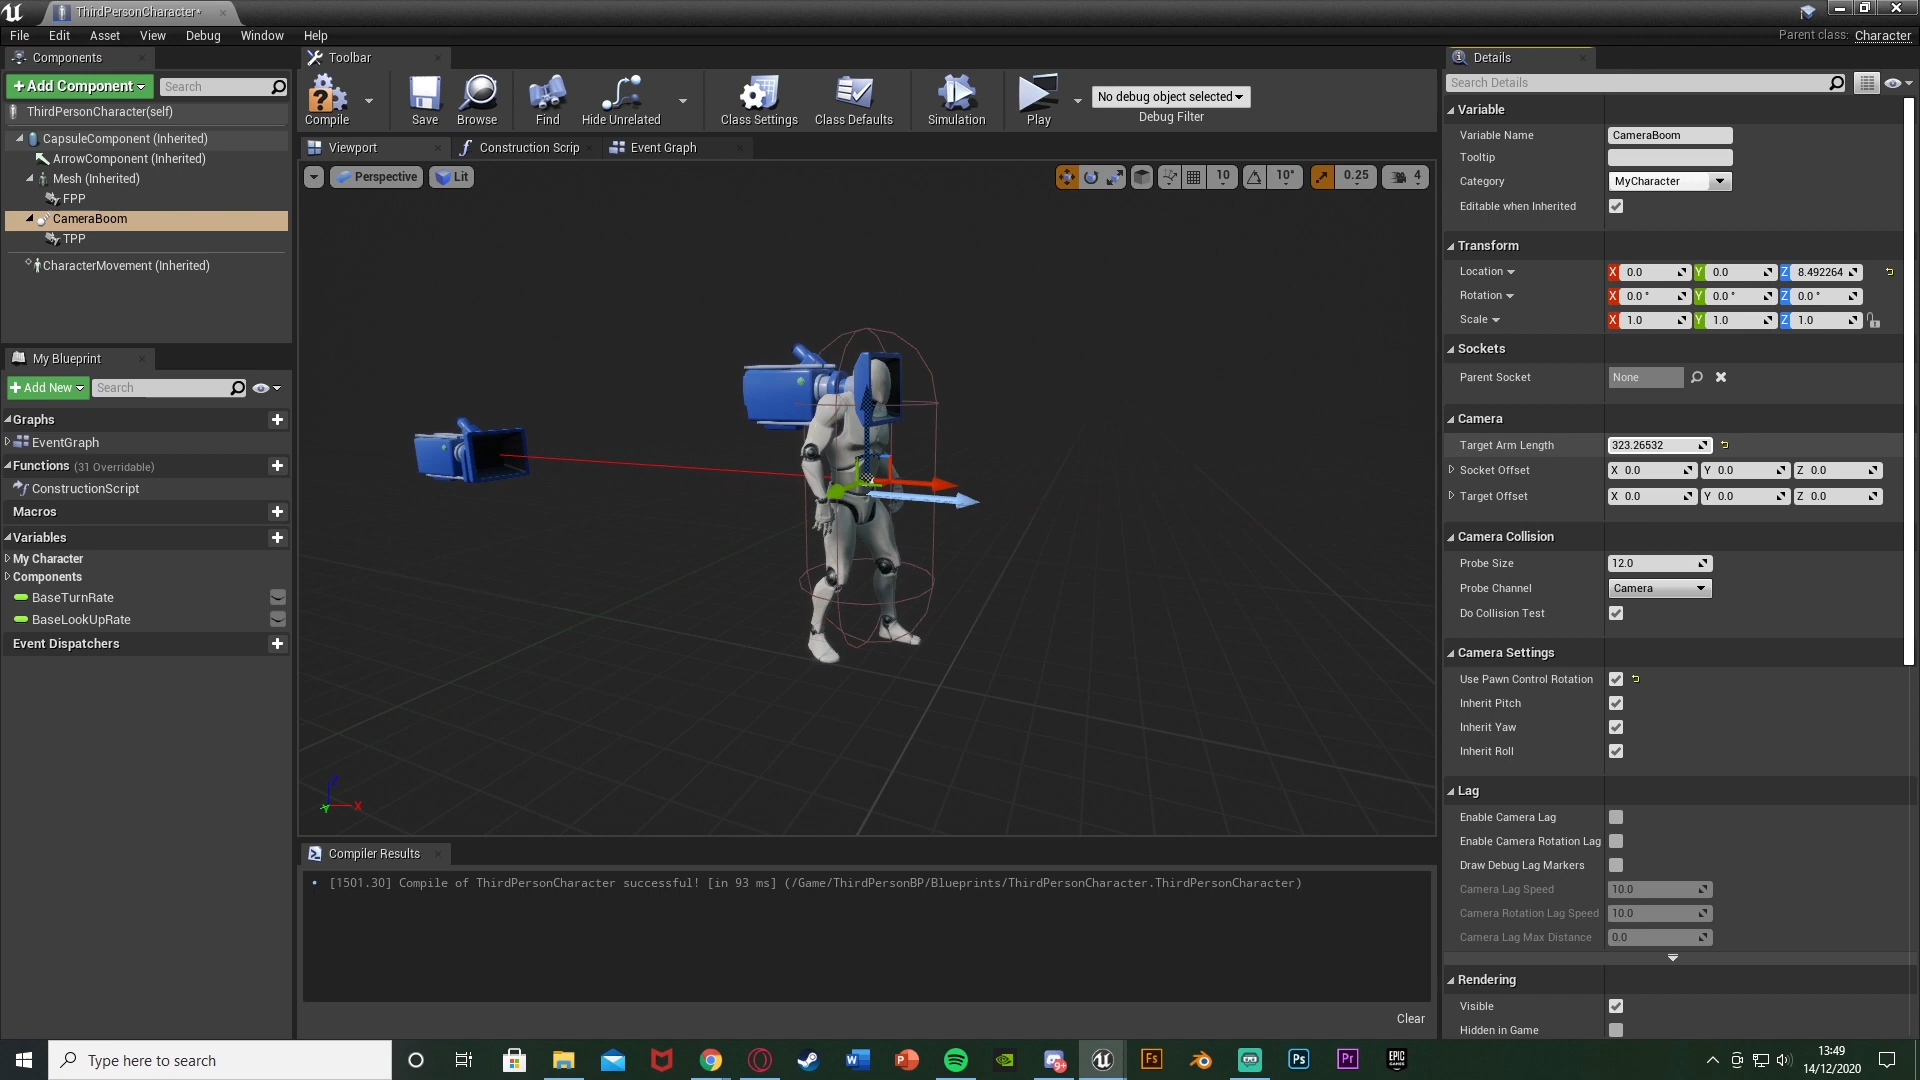 ThirdPersonCharacter*
File Edit Asset View Debug Window Help
Parent class: Character
Components
+ Add Component
Search
ThirdPersonCharacter(self)
CapsuleComponent (Inherited)
ArrowComponent (Inherited)
Mesh (Inherited)
FPP
CameraBoom
TPP
CharacterMovement (Inherited)
My Blueprint
+ Add New
Search
Graphs
EventGraph
Functions (31 Overridable)
ConstructionScript
Macros
Variables
My Character
Components
BaseTurnRate
BaseLookUpRate
Event Dispatchers
Toolbar
Compile
Save
Browse
Find
Hide Unrelated
Class Settings
Class Defaults
Simulation
Play
No debug object selected
Debug Filter
Viewport
Construction Scrip
Event Graph
Perspective
Lit
10
10°
0.25
4
Z
X
Y
Compiler Results
• [1501.30] Compile of ThirdPersonCharacter successful! [in 93 ms] (/Game/ThirdPersonBP/Blueprints/ThirdPersonCharacter.ThirdPersonCharacter)
Clear
Details
Search Details
Variable
Variable Name CameraBoom
Tooltip
Category MyCharacter
Editable when Inherited
Transform
Location X 0.0 Y 0.0 Z 8.492264
Rotation X 0.0 ° Y 0.0 ° Z 0.0 °
Scale X 1.0 Y 1.0 Z 1.0
Sockets
Parent Socket None
Camera
Target Arm Length 323.26532
Socket Offset X 0.0 Y 0.0 Z 0.0
Target Offset X 0.0 Y 0.0 Z 0.0
Camera Collision
Probe Size 12.0
Probe Channel Camera
Do Collision Test
Camera Settings
Use Pawn Control Rotation
Inherit Pitch
Inherit Yaw
Inherit Roll
Lag
Enable Camera Lag
Enable Camera Rotation Lag
Draw Debug Lag Markers
Camera Lag Speed 10.0
Camera Rotation Lag Speed 10.0
Camera Lag Max Distance 0.0
Rendering
Visible
Hidden in Game
Type here to search
W
P
9+
Fs
Ps
Pr
EPIC
GAMES
13:49
14/12/2020